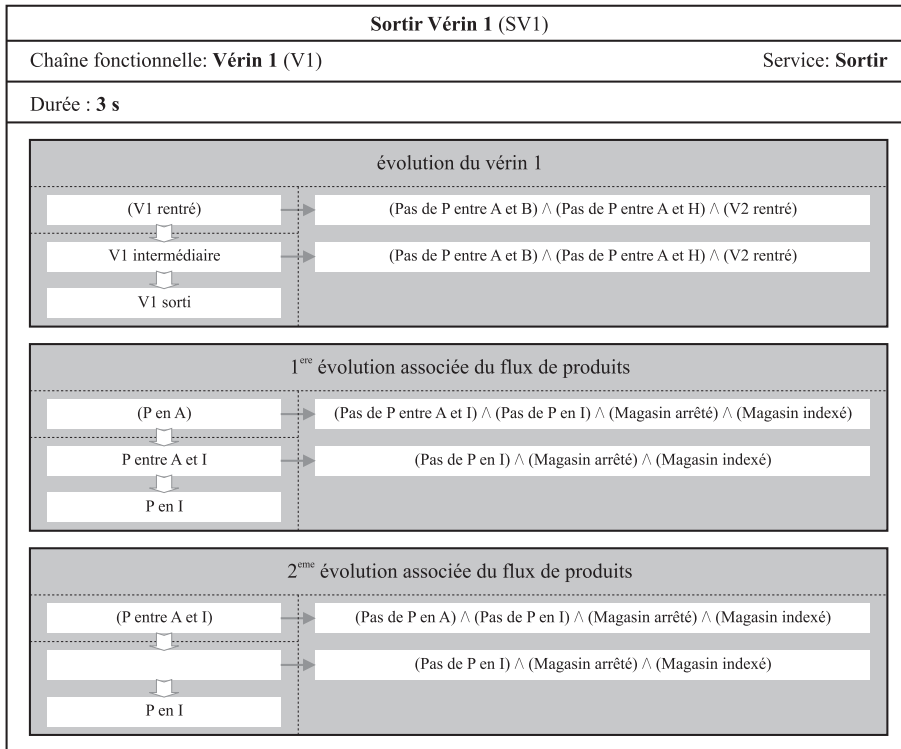 Sortir Vérin 1 (SV1)
Chaîne fonctionnelle: Vérin 1 (V1) Service: Sortir
Durée : 3 s
évolution du vérin 1
(V1 rentré) (Pas de P entre A et B) ∧ (Pas de P entre A et H) ∧ (V2 rentré)
V1 intermédiaire (Pas de P entre A et B) ∧ (Pas de P entre A et H) ∧ (V2 rentré)
V1 sorti
1ere évolution associée du flux de produits
(P en A) (Pas de P entre A et I) ∧ (Pas de P en I) ∧ (Magasin arrêté) ∧ (Magasin indexé)
P entre A et I (Pas de P en I) ∧ (Magasin arrêté) ∧ (Magasin indexé)
P en I
2eme évolution associée du flux de produits
(P entre A et I) (Pas de P en A) ∧ (Pas de P en I) ∧ (Magasin arrêté) ∧ (Magasin indexé)
(Pas de P en I) ∧ (Magasin arrêté) ∧ (Magasin indexé)
P en I